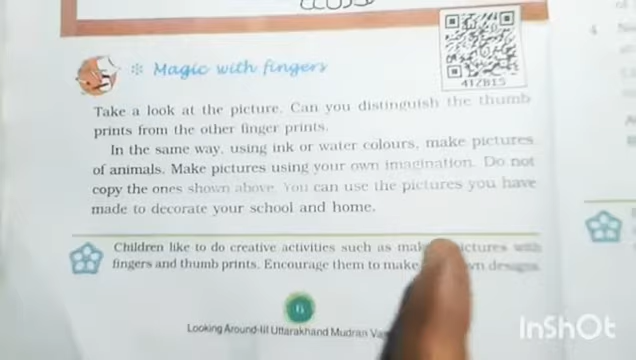 Magic with fingers
4TZB1S
Take a look at the picture. Can you distinguish the thumb
prints from the other finger prints.
In the same way, using ink or water colours, make pictures
of animals. Make pictures using your own imagination. Do not
copy the ones shown above. You can use the pictures you have
made to decorate your school and home.
Children like to do creative activities such as pictures with
fingers and thumb prints. Encourage them to make designs
6
Looking Around-III Uttarakhand Mudran
InShOt